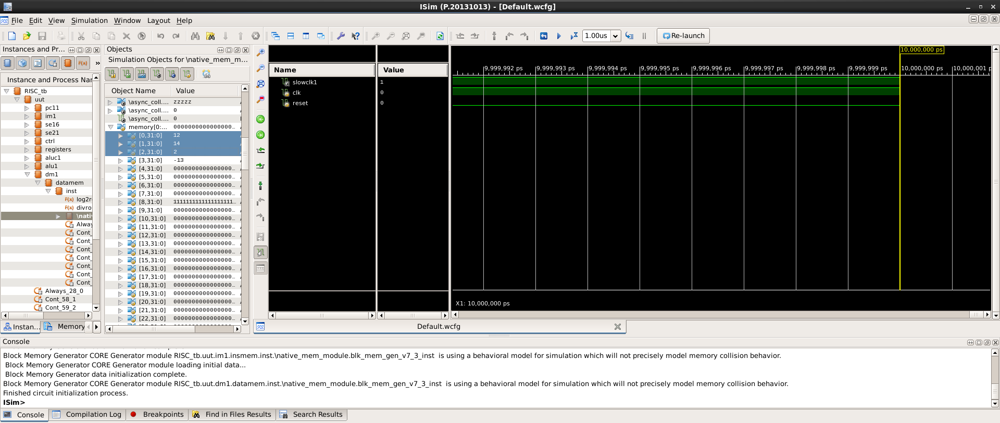 ISim (P.20131013) - [Default.wcfg]
File Edit View Simulation Window Layout Help
1.00us Re-launch
Instances and Pr...
F(x) »
Instance and Process Nar
RISC_tb
uut
pc11
im1
se16
se21
ctrl
registers
aluc1
alu1
dm1
datamem
inst
F(x) log2r
F(x) divro
\nati
Alway
Cont_
Cont_
Cont_
Cont_
Cont_
Cont_
Cont_
Always_28_0
Cont_58_1
Cont_59_2
Instan... Memory
Objects
Simulation Objects for \native_mem_m...
Object Name Value
\async_coll.... zzzzz
\async_coll.... 0
\async_coll.... 0
memory[0:... 0000000000000000...
[0,31:0] 12
[1,31:0] 14
[2,31:0] 2
[3,31:0] -13
[4,31:0] 0000000000000000...
[5,31:0] 0000000000000000...
[6,31:0] 0000000000000000...
[7,31:0] 0000000000000000...
[8,31:0] 1111111111111111111...
[9,31:0] 0000000000000000...
[10,31:0] 0000000000000000...
[11,31:0] 0000000000000000...
[12,31:0] 0000000000000000...
[13,31:0] 0000000000000000...
[14,31:0] 0000000000000000...
[15,31:0] 0000000000000000...
[16,31:0] 0000000000000000...
[17,31:0] 0000000000000000...
[18,31:0] 0000000000000000...
[19,31:0] 0000000000000000...
[20,31:0] 0000000000000000...
[21,31:0] 0000000000000000...
[22,31:0] 0000000000000000...
Name Value
slowclk1 1
clk 0
reset 0
10,000,000 ps
9,999,992 ps 9,999,993 ps 9,999,994 ps 9,999,995 ps 9,999,996 ps 9,999,997 ps 9,999,998 ps 9,999,999 ps 10,000,000 ps 10,000,001 p
X1: 10,000,000 ps
Default.wcfg
Console
Block Memory Generator CORE Generator module RISC_tb.uut.im1.insmem.inst.\native_mem_module.blk_mem_gen_v7_3_inst is using a behavioral model for simulation which will not precisely model memory collision behavior.
Block Memory Generator CORE Generator module loading initial data...
Block Memory Generator data initialization complete.
Block Memory Generator CORE Generator module RISC_tb.uut.dm1.datamem.inst.\native_mem_module.blk_mem_gen_v7_3_inst is using a behavioral model for simulation which will not precisely model memory collision behavior.
Finished circuit initialization process.
ISim>
Console Compilation Log Breakpoints Find in Files Results Search Results